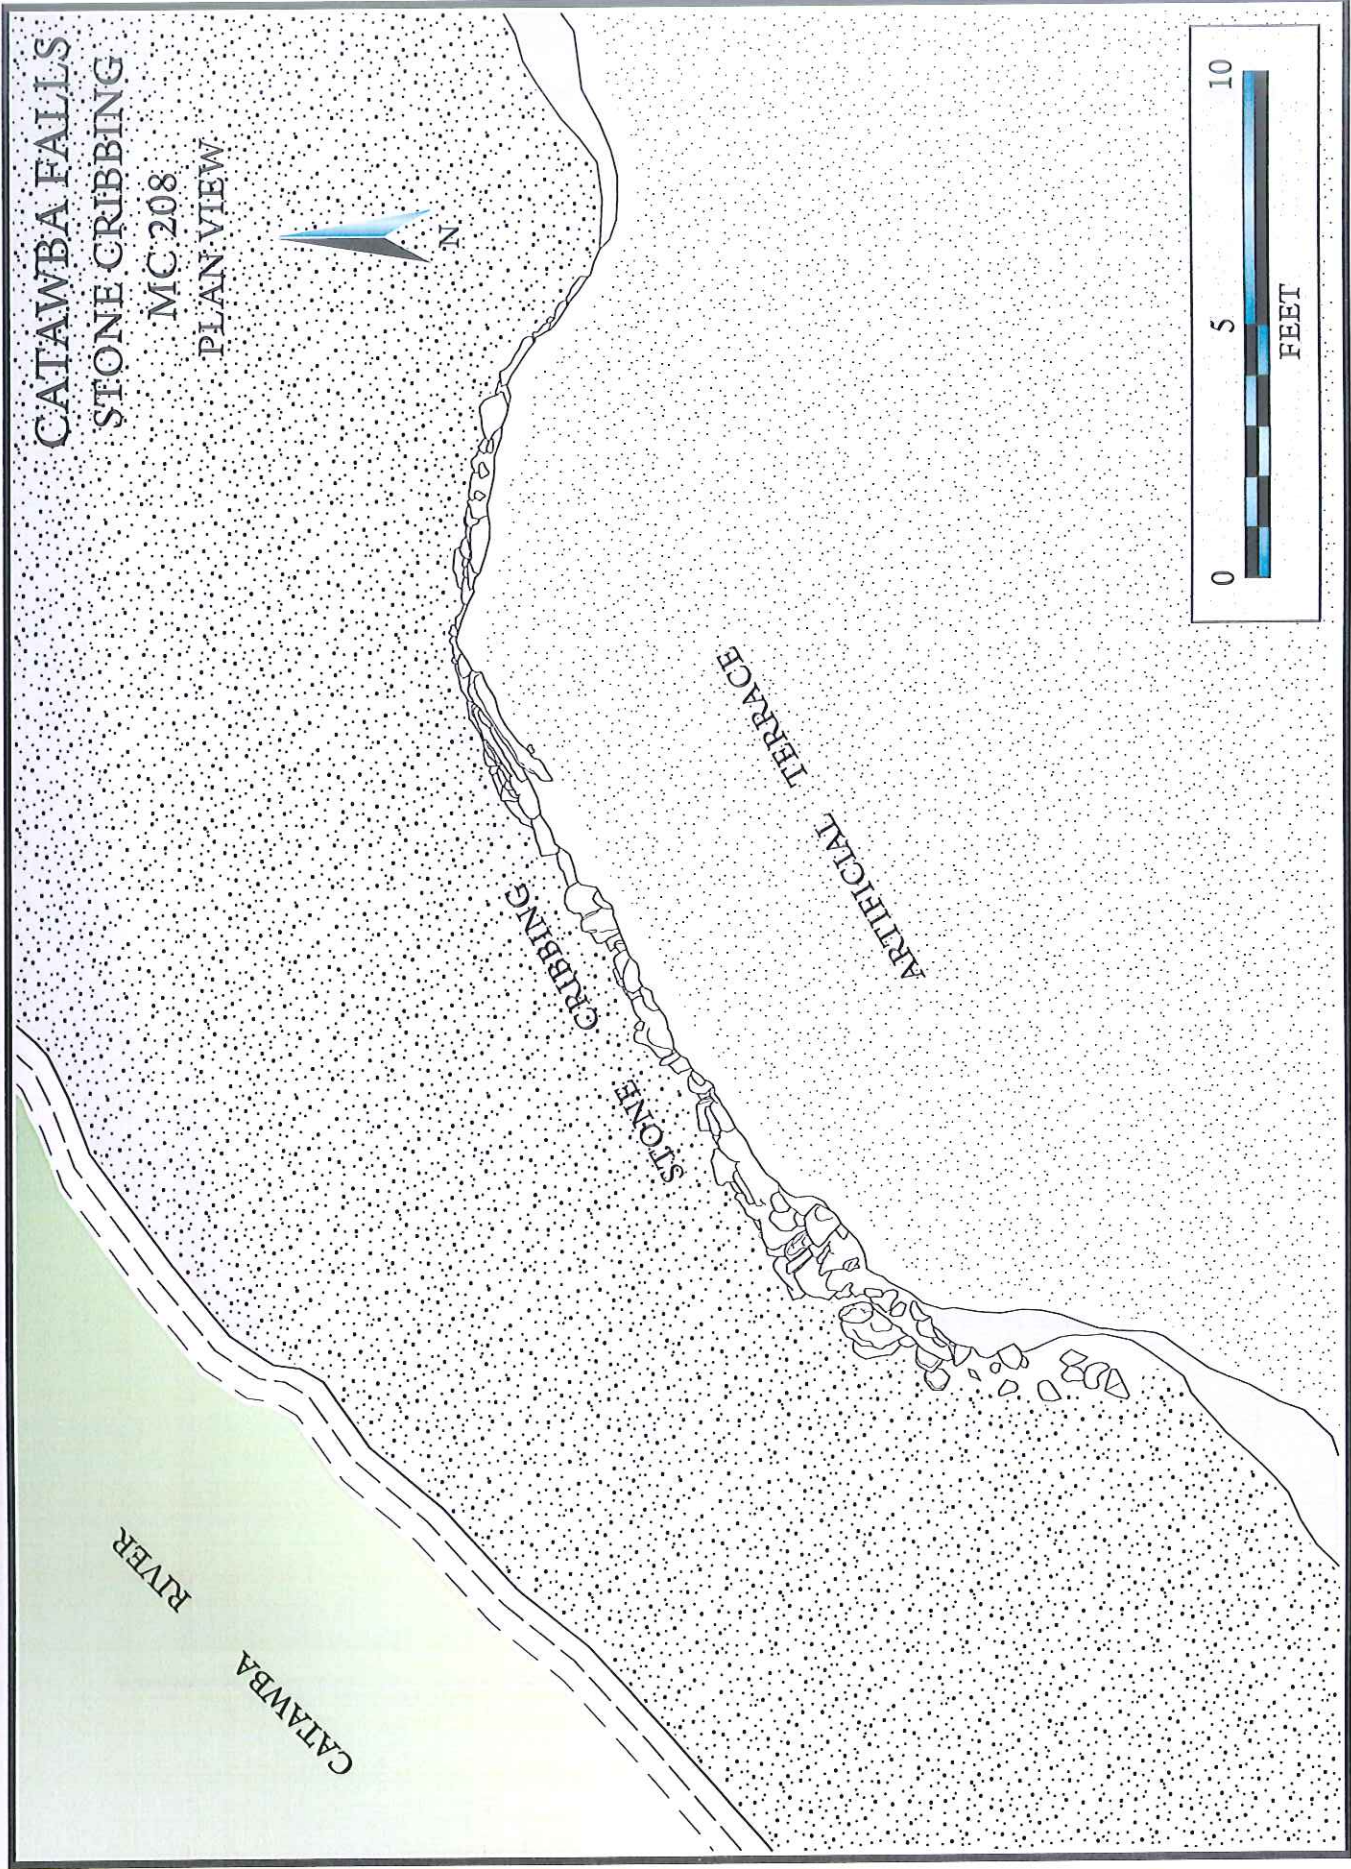 CATAWBA FALLS
STONE CRIBBING
MC 208
PLAN VIEW
N
CATAWBA RIVER
STONE CRIBBING
ARTIFICIAL TERRACE
0 5 10
FEET